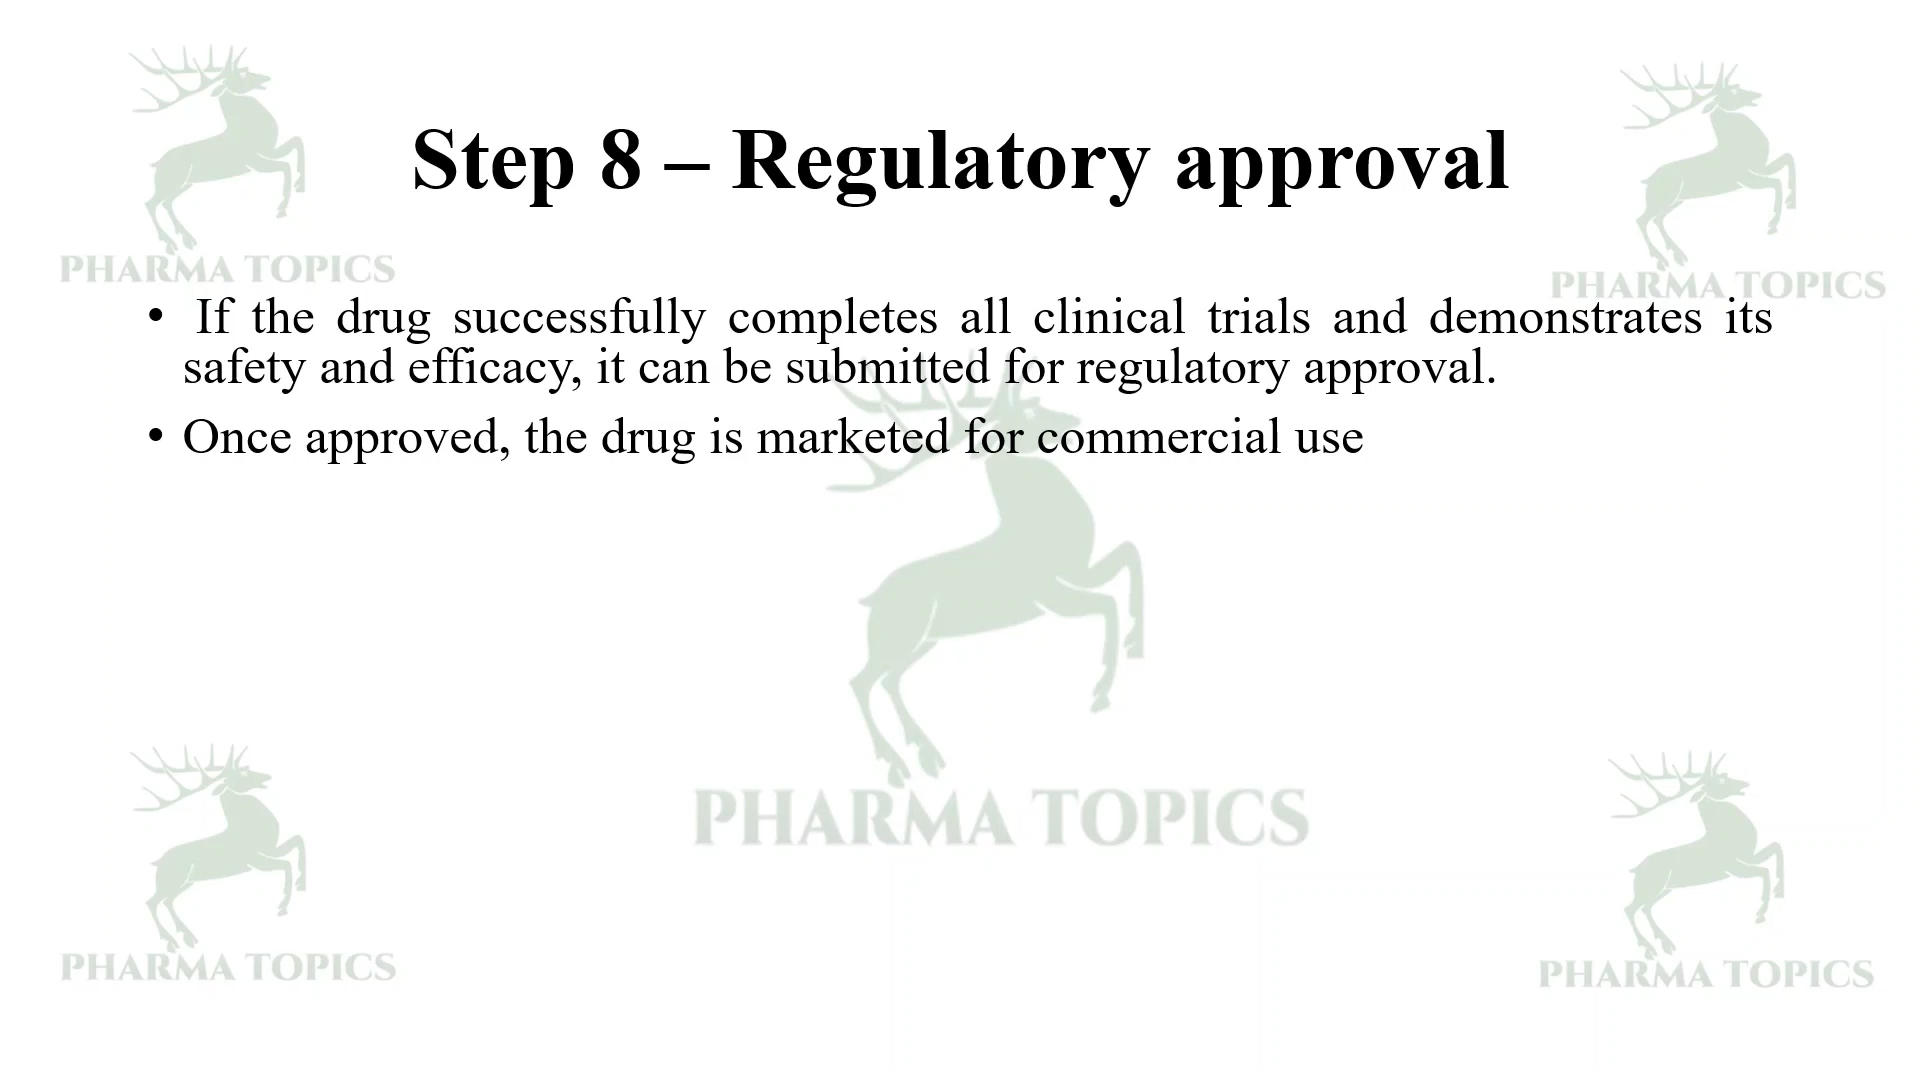 Step 8 – Regulatory approval
PHARMA TOPICS
PHARMA TOPICS
• If the drug successfully completes all clinical trials and demonstrates its
safety and efficacy, it can be submitted for regulatory approval.
• Once approved, the drug is marketed for commercial use
PHARMA TOPICS
PHARMA TOPICS
PHARMA TOPICS